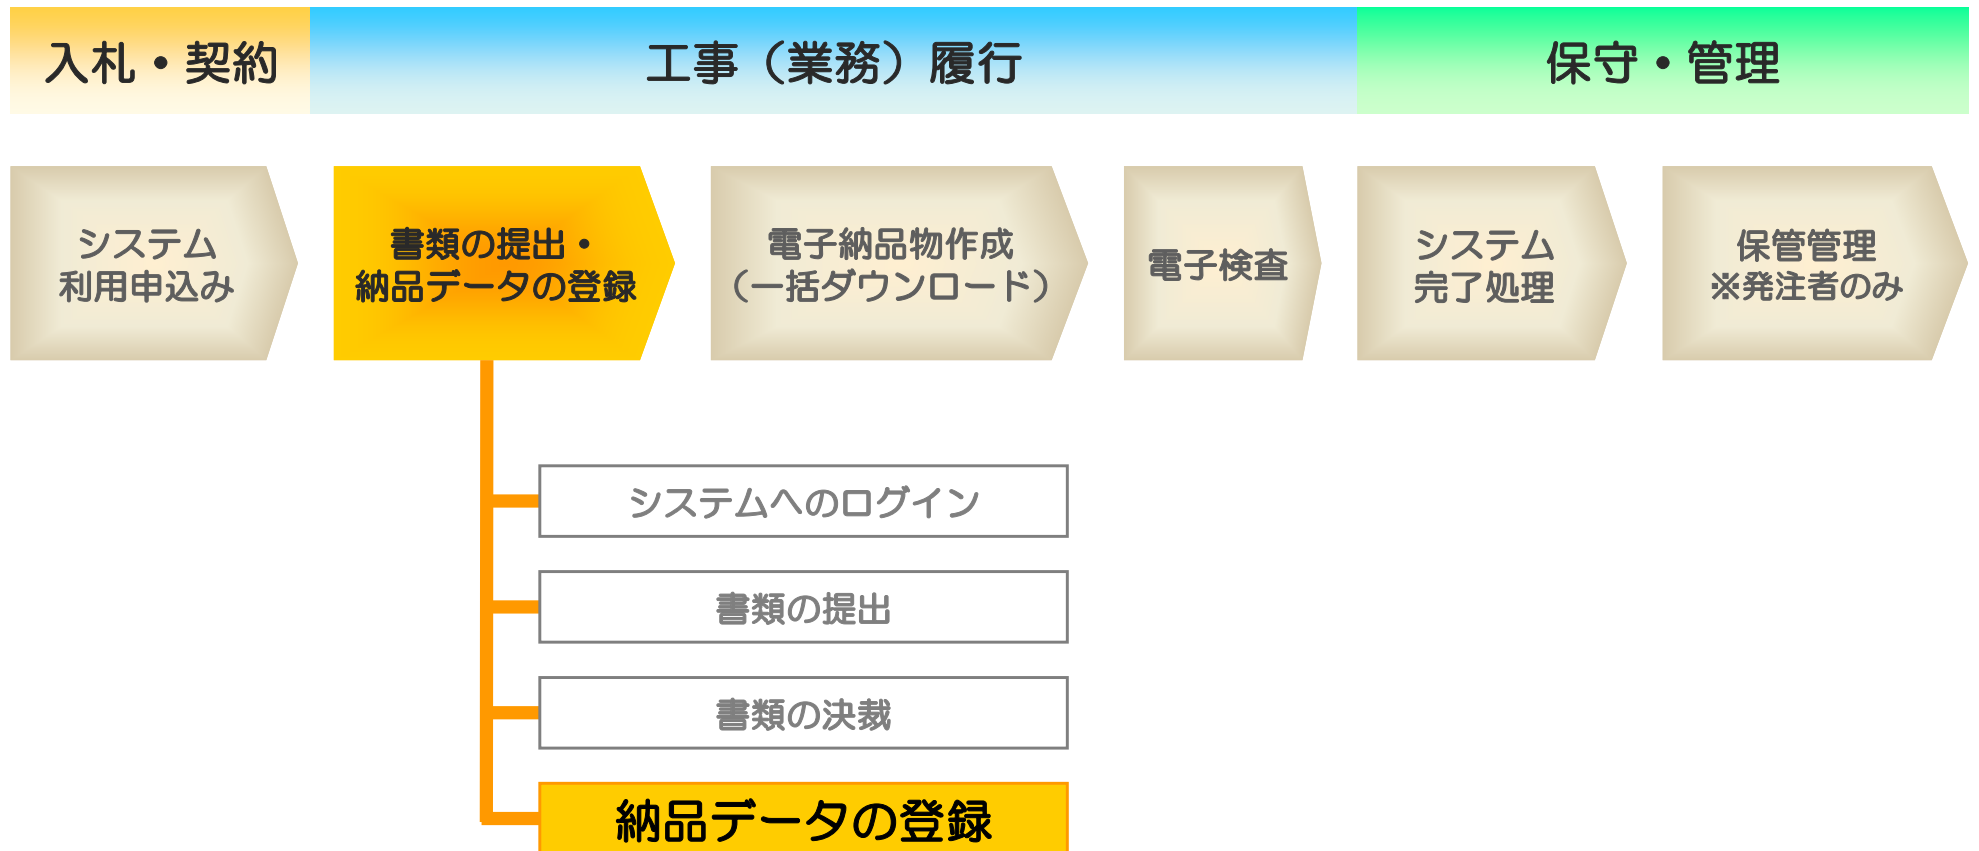 入札・契約
工事（業務）履行
保守・管理
システム
利用申込み
書類の提出・
納品データの登録
電子納品物作成
（一括ダウンロード）
電子検査
システム
完了処理
保管管理
※発注者のみ
システムへのログイン
書類の提出
書類の決裁
納品データの登録